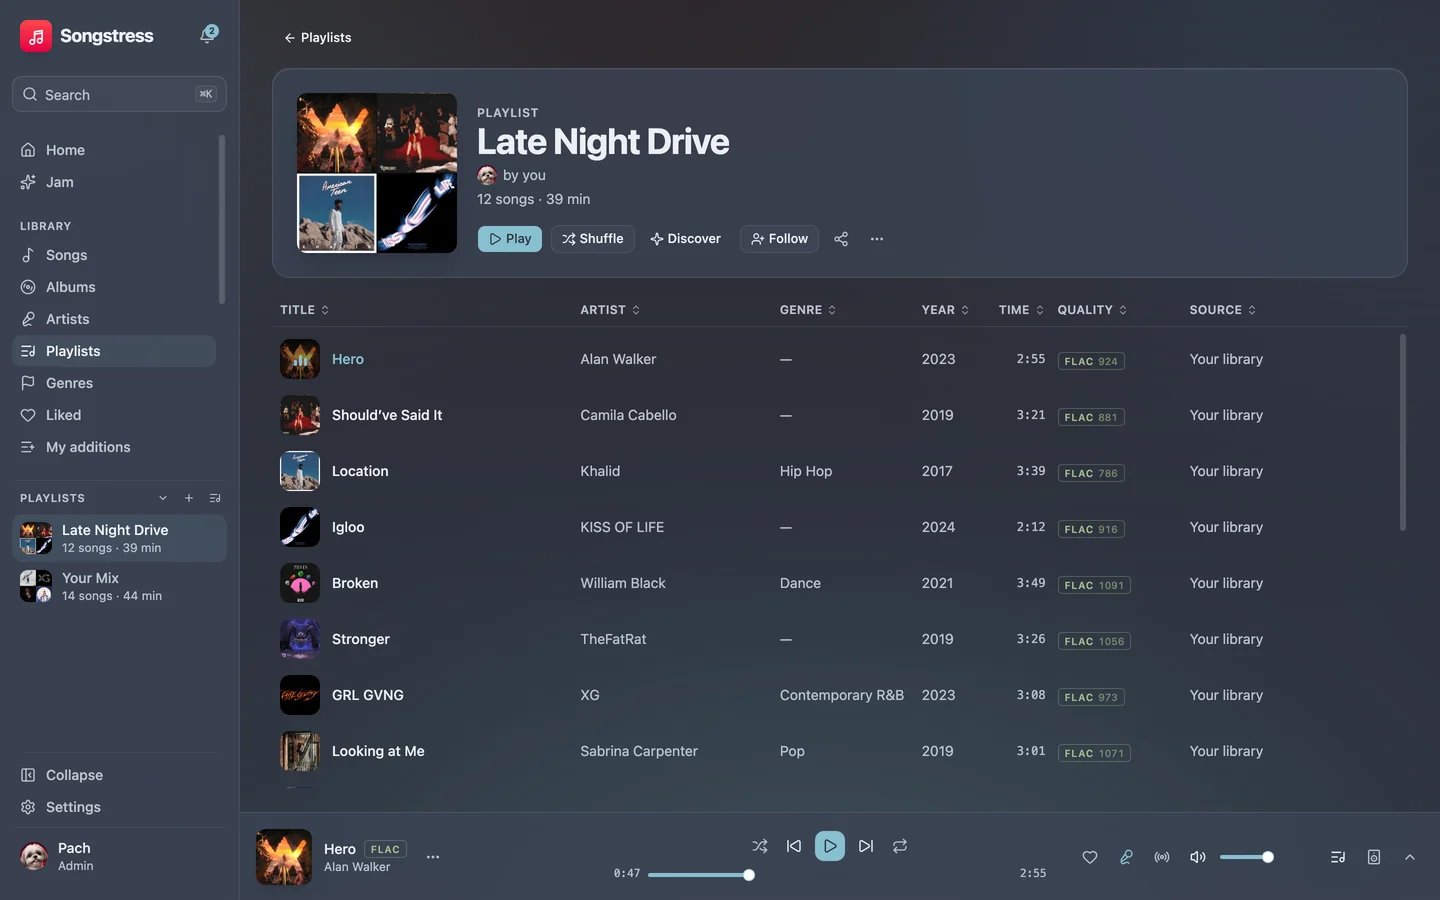 Songstress
2
Search
⌘K
Home
Jam
LIBRARY
Songs
Albums
Artists
Playlists
Genres
Liked
My additions
PLAYLISTS
Late Night Drive
12 songs · 39 min
Your Mix
14 songs · 44 min
Collapse
Settings
Pach
Admin
Playlists
American
Teen
PLAYLIST
Late Night Drive
by you
12 songs · 39 min
Play
Shuffle
Discover
Follow
TITLE ARTIST GENRE YEAR TIME QUALITY SOURCE
Hero Alan Walker — 2023 2:55 FLAC 924 Your library
Should've Said It Camila Cabello — 2019 3:21 FLAC 881 Your library
Location Khalid Hip Hop 2017 3:39 FLAC 786 Your library
Igloo KISS OF LIFE — 2024 2:12 FLAC 916 Your library
Broken William Black Dance 2021 3:49 FLAC 1091 Your library
Stronger TheFatRat — 2019 3:26 FLAC 1056 Your library
GRL GVNG XG Contemporary R&B 2023 3:08 FLAC 973 Your library
Looking at Me Sabrina Carpenter Pop 2019 3:01 FLAC 1071 Your library
Hero FLAC
Alan Walker
0:47
2:55